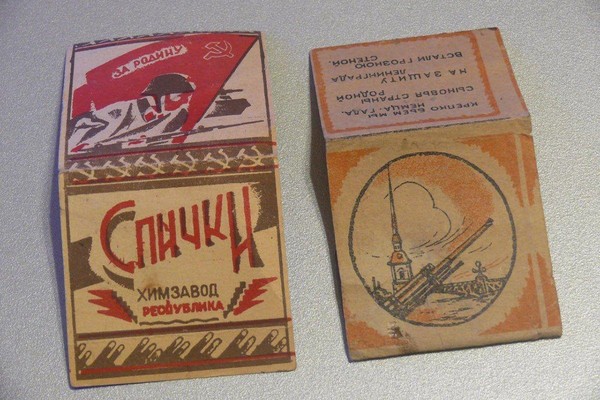 ЗА РОДИНУ
Спички
ХИМЗАВОД
РЕСПУБЛИКА
КРЕПКО БЬЕМ МЫ
НЕМЦА-ГАДА.
СЫНОВЬЯ СТРАНЫ
РОДНОЙ
НА ЗАЩИТУ
ЛЕНИНГРАДА
ВСТАЛИ ГРОЗНОЮ
СТЕНОЙ.